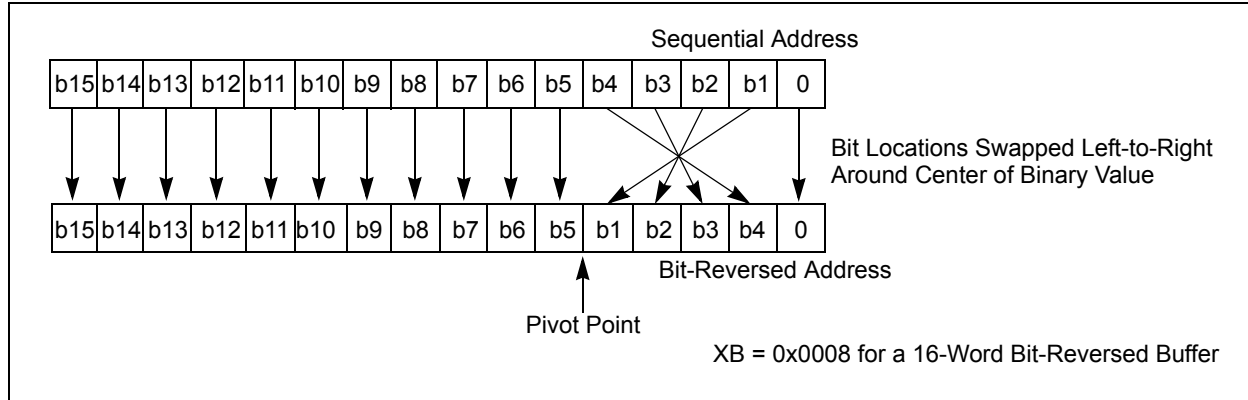 Sequential Address
b15 b14 b13 b12 b11 b10 b9 b8 b7 b6 b5 b4 b3 b2 b1 0
Bit Locations Swapped Left-to-Right
Around Center of Binary Value
b15 b14 b13 b12 b11 b10 b9 b8 b7 b6 b5 b1 b2 b3 b4 0
Bit-Reversed Address
Pivot Point
XB = 0x0008 for a 16-Word Bit-Reversed Buffer